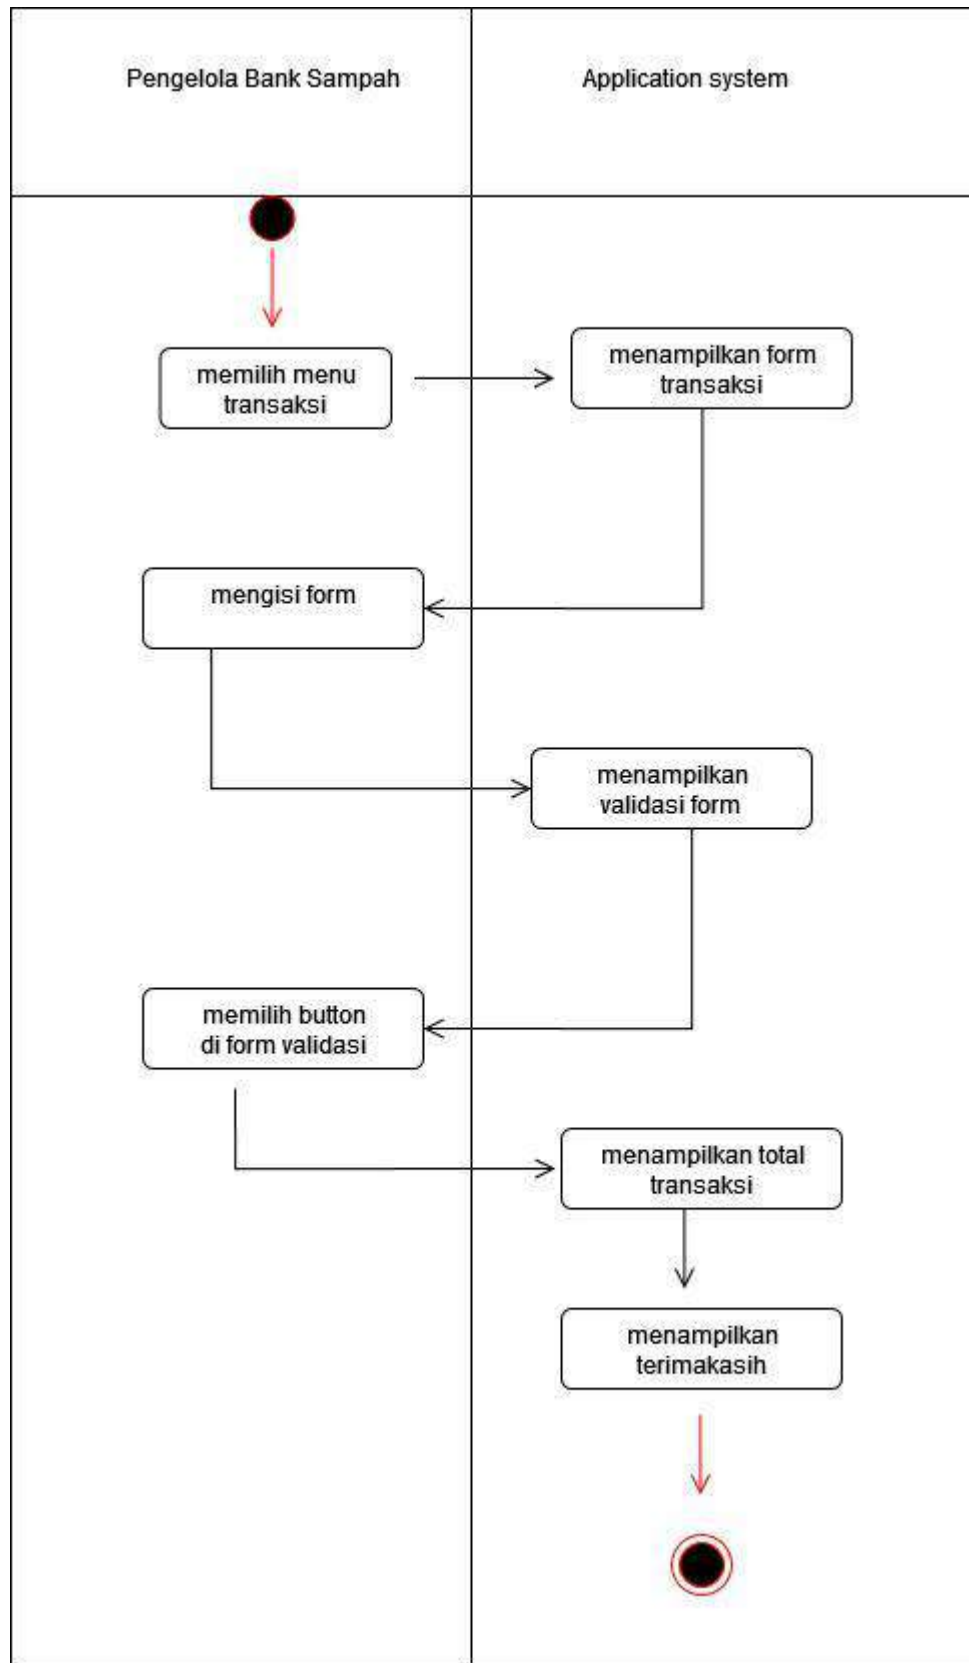 Pengelola Bank Sampah
Application system
memilih menu
transaksi
menampilkan form
transaksi
mengisi form
menampilkan
validasi form
memilih button
di form validasi
menampilkan total
transaksi
menampilkan
terimakasih